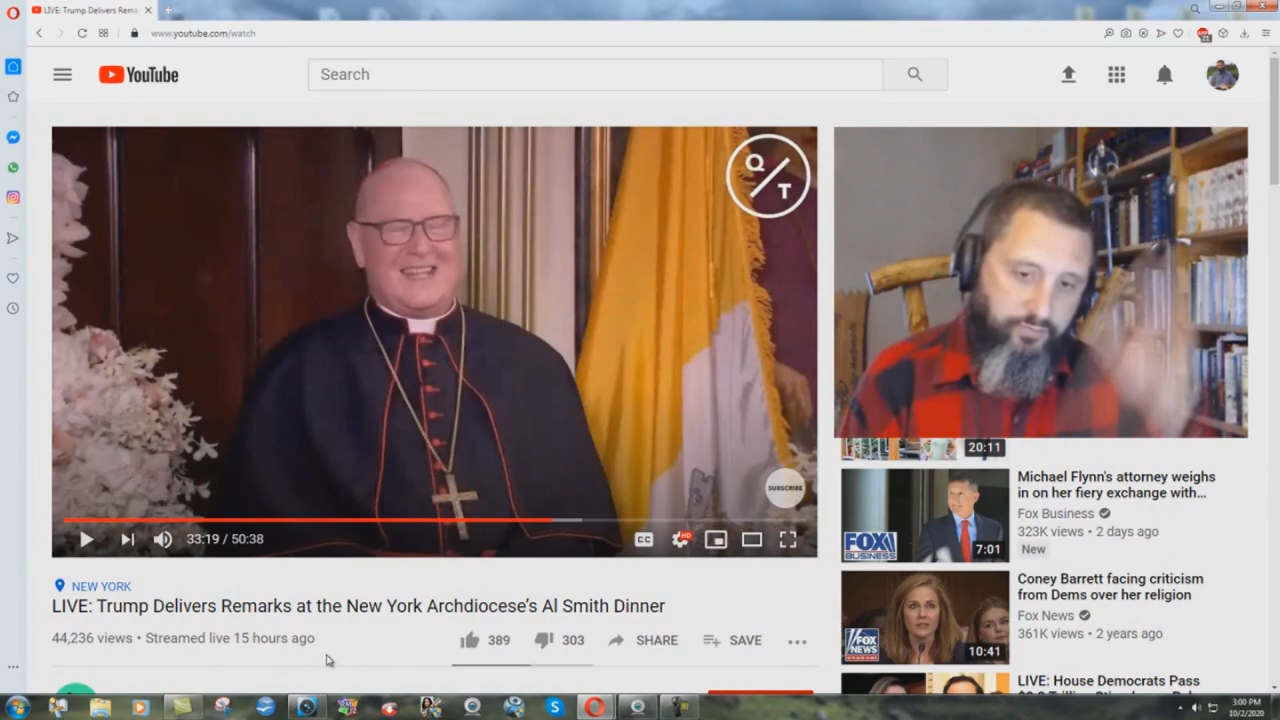 LIVE: Trump Delivers Rema
www.youtube.com/watch
YouTube
Search
Q/T
SUBSCRIBE
33:19 / 50:38
CC
HD
NEW YORK
LIVE: Trump Delivers Remarks at the New York Archdiocese's Al Smith Dinner
44,236 views • Streamed live 15 hours ago
389
303
SHARE
SAVE
20:11
Michael Flynn's attorney weighs
in on her fiery exchange with...
Fox Business
323K views • 2 days ago
New
FOX
BUSINESS
7:01
Coney Barrett facing criticism
from Dems over her religion
Fox News
361K views • 2 years ago
FOX
NEWS
channel
10:41
LIVE: House Democrats Pass
3:00 PM
10/2/2020